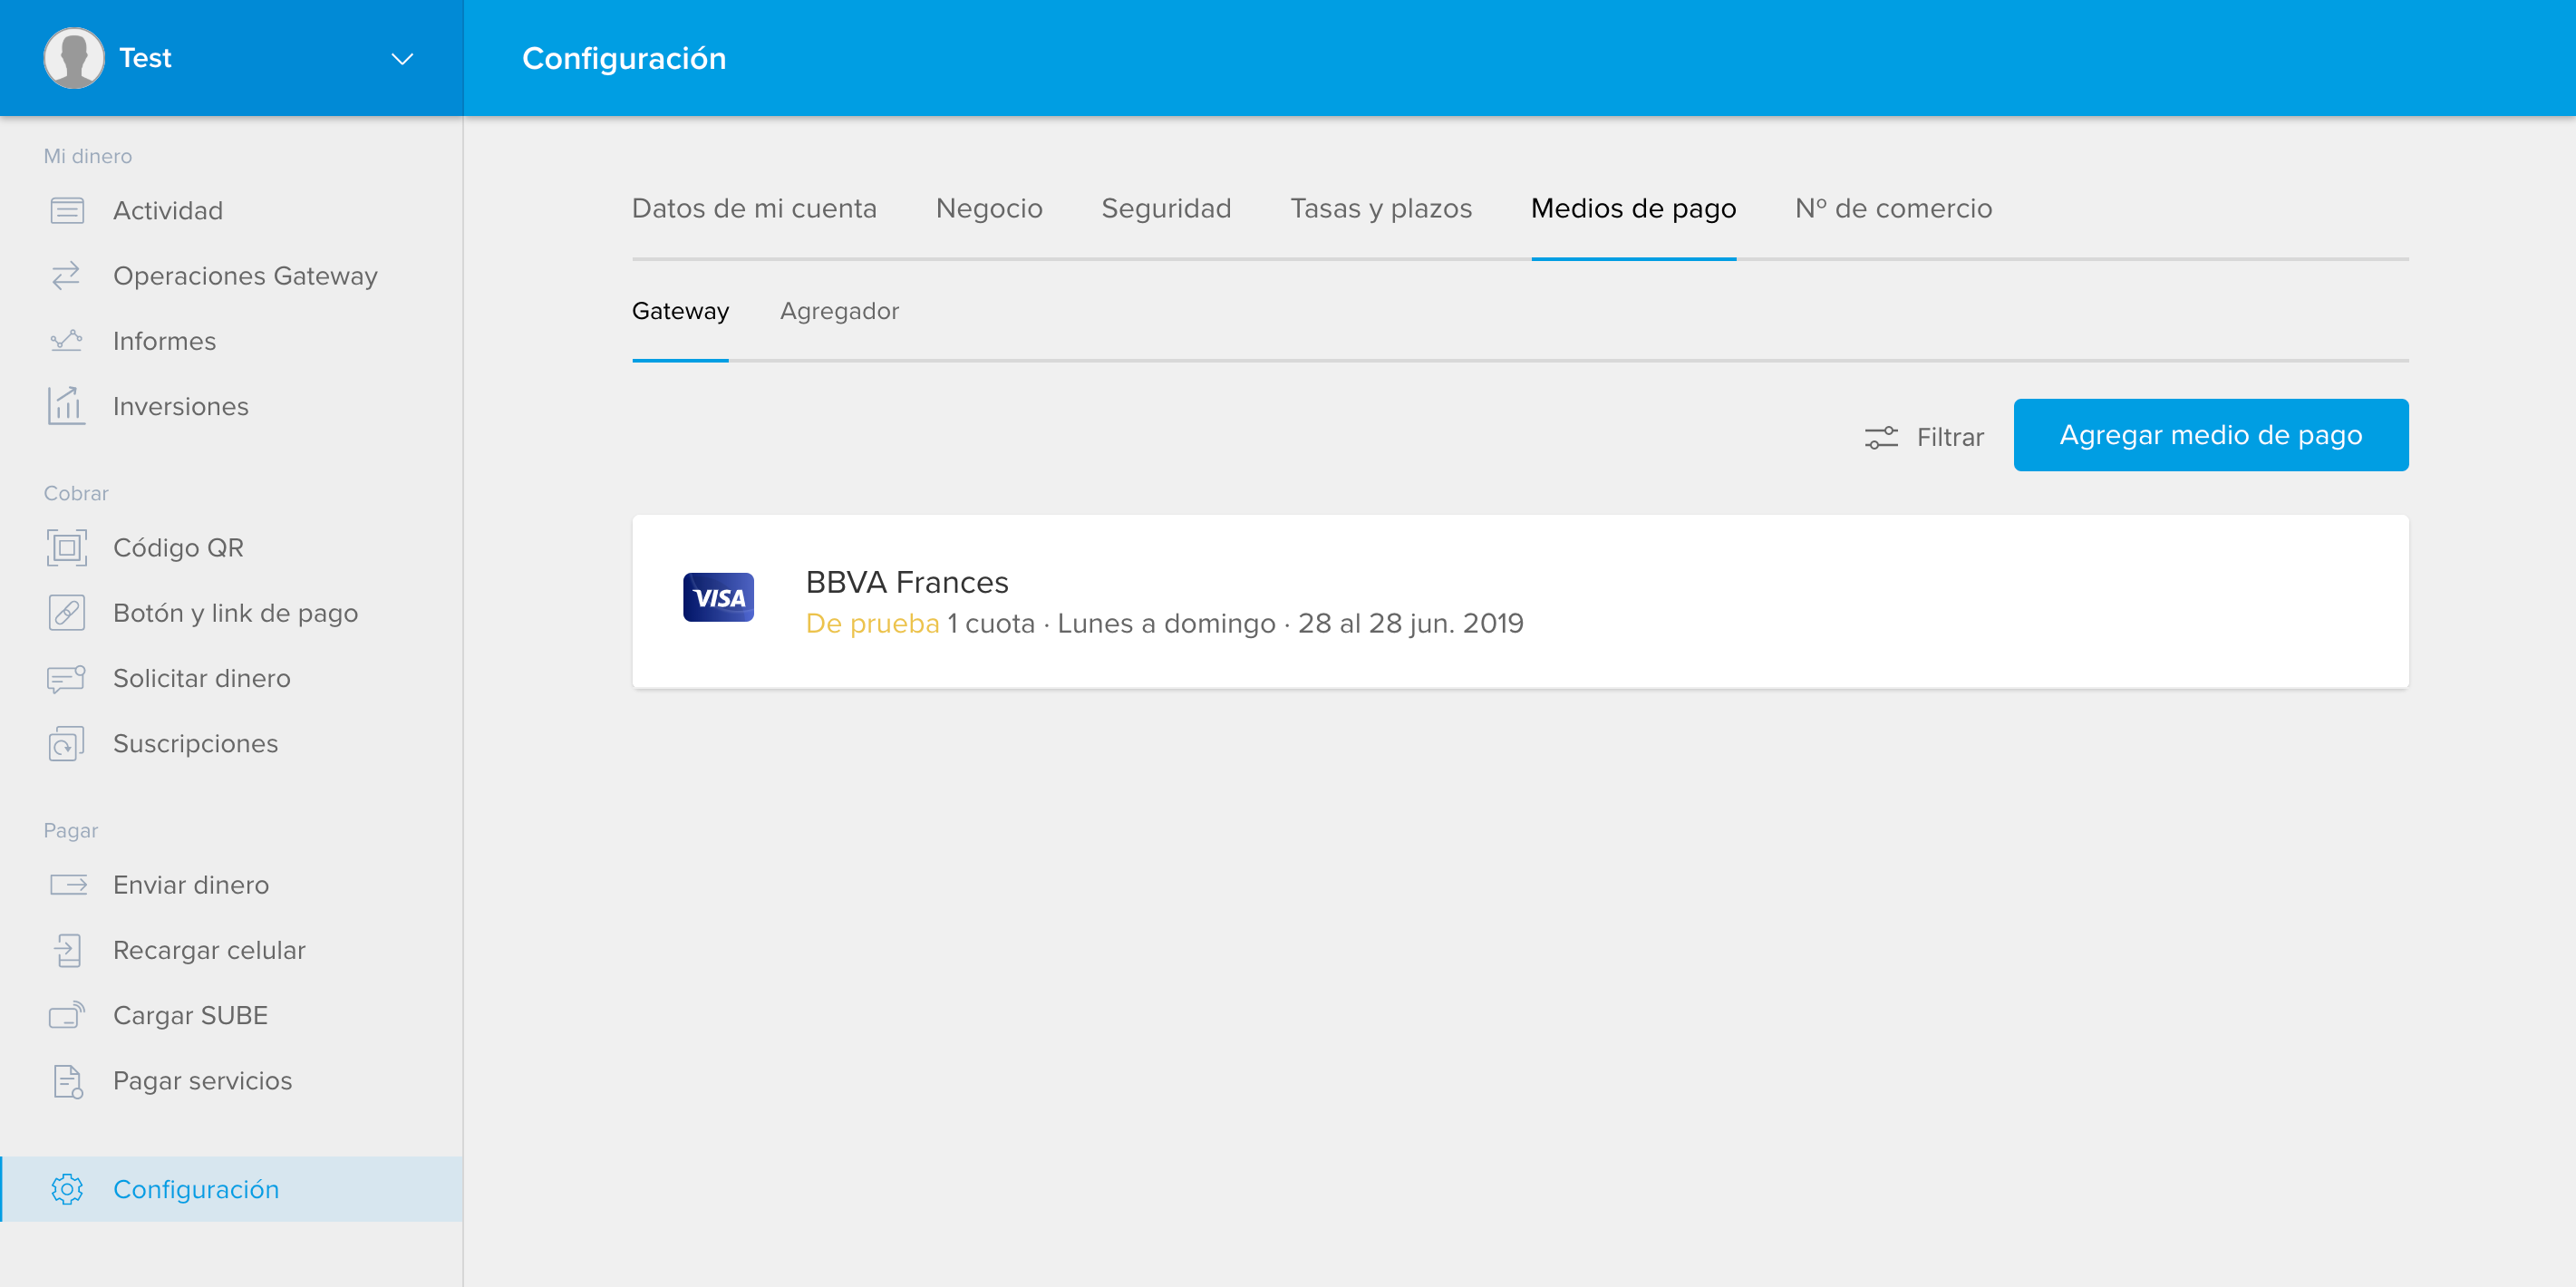 Test
Configuración
Mi dinero
Actividad
Operaciones Gateway
Informes
Inversiones
Cobrar
Código QR
Botón y link de pago
Solicitar dinero
Suscripciones
Pagar
Enviar dinero
Recargar celular
Cargar SUBE
Pagar servicios
Configuración
Datos de mi cuenta Negocio Seguridad Tasas y plazos Medios de pago Nº de comercio
Gateway Agregador
Filtrar Agregar medio de pago
VISA
BBVA Frances
De prueba 1 cuota · Lunes a domingo · 28 al 28 jun. 2019